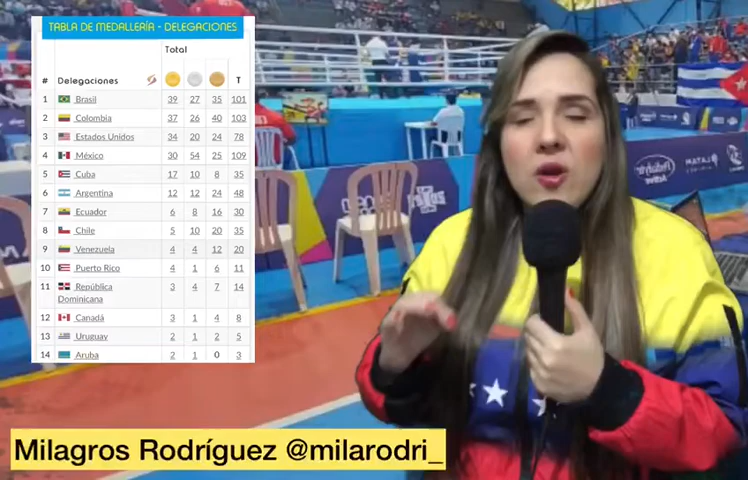 TABLA DE MEDALLERÍA - DELEGACIONES
Total
# Delegaciones T
1 Brasil 39 27 35 101
2 Colombia 37 26 40 103
3 Estados Unidos 34 20 24 78
4 México 30 54 25 109
5 Cuba 17 10 8 35
6 Argentina 12 12 24 48
7 Ecuador 6 8 16 30
8 Chile 5 10 20 35
9 Venezuela 4 4 12 20
10 Puerto Rico 4 1 6 11
11 República 3 4 7 14
Dominicana
12 Canadá 3 1 4 8
13 Uruguay 2 1 2 5
14 Aruba 2 1 0 3
LATAM
Milagros Rodríguez @milarodri_